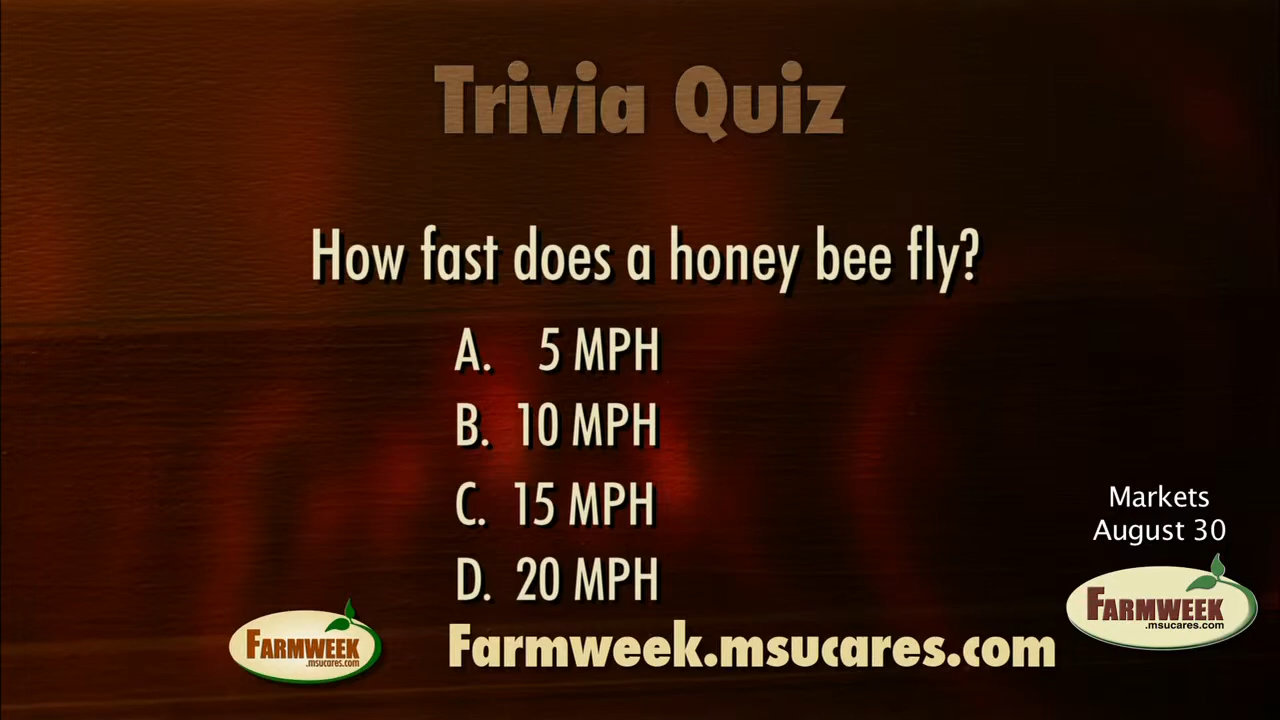 Trivia Quiz
How fast does a honey bee fly?
A. 5 MPH
B. 10 MPH
C. 15 MPH
D. 20 MPH
Markets
August 30
FARMWEEK
.msucares.com
FARMWEEK
.msucares.com
Farmweek.msucares.com